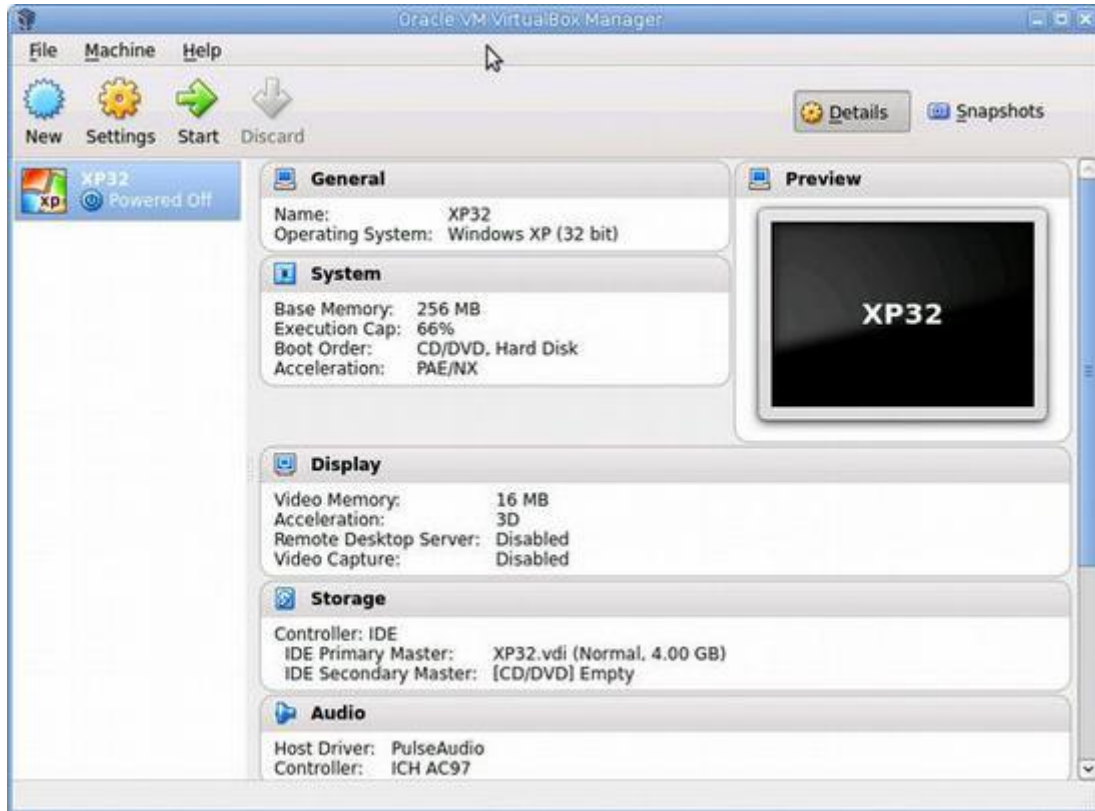 Oracle VM VirtualBox Manager
File Machine Help
New Settings Start Discard
Details Snapshots
XP32
Powered Off
xp
General
Name: XP32
Operating System: Windows XP (32 bit)
System
Base Memory: 256 MB
Execution Cap: 66%
Boot Order: CD/DVD, Hard Disk
Acceleration: PAE/NX
Preview
XP32
Display
Video Memory: 16 MB
Acceleration: 3D
Remote Desktop Server: Disabled
Video Capture: Disabled
Storage
Controller: IDE
IDE Primary Master: XP32.vdi (Normal, 4.00 GB)
IDE Secondary Master: [CD/DVD] Empty
Audio
Host Driver: PulseAudio
Controller: ICH AC97